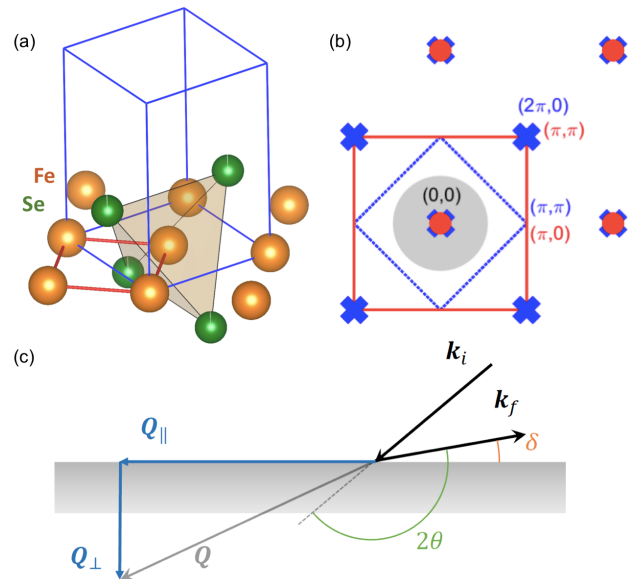 (a)
Fe
Se
(b)
(2π,0)
(π,π)
(0,0)
(π,π)
(π,0)
(c)
k_i
k_f
Q_∥
δ
Q_⊥
Q
2θ